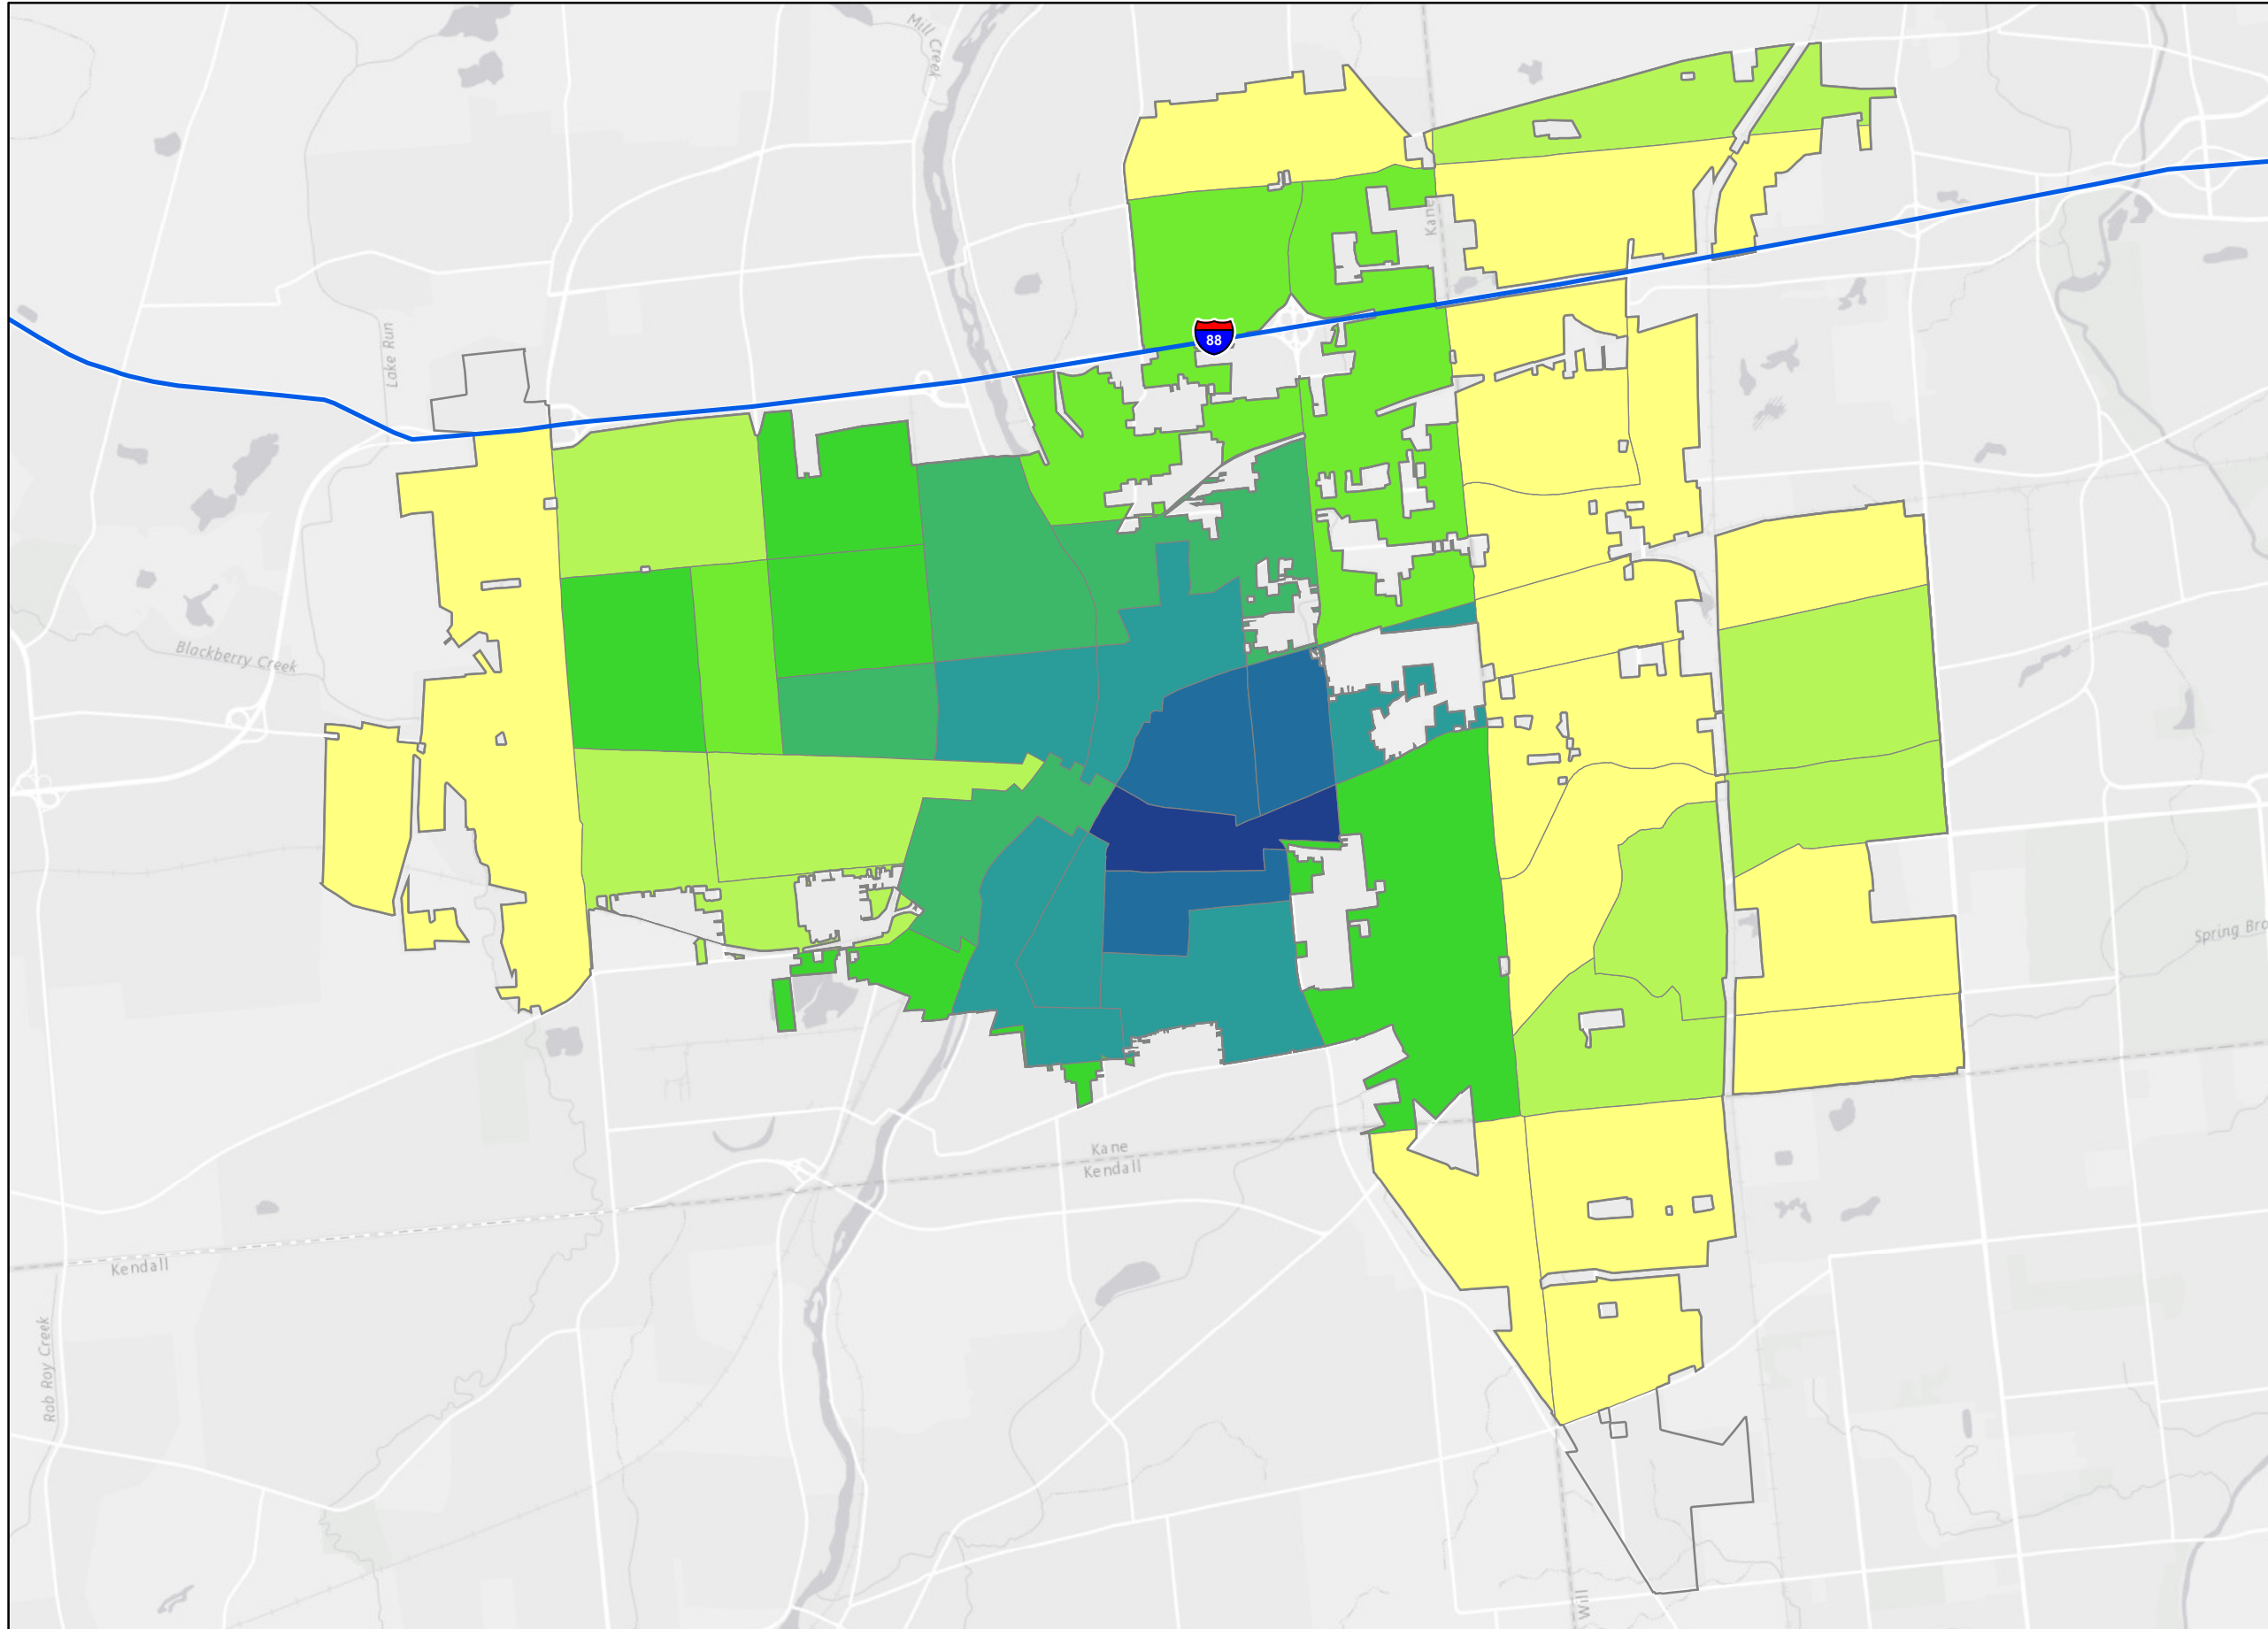 Mill Creek
Kane
88
Lake Run
Blackberry Creek
Spring Bro
Kane
Kendall
Kendall
Rob Roy Creek
Will